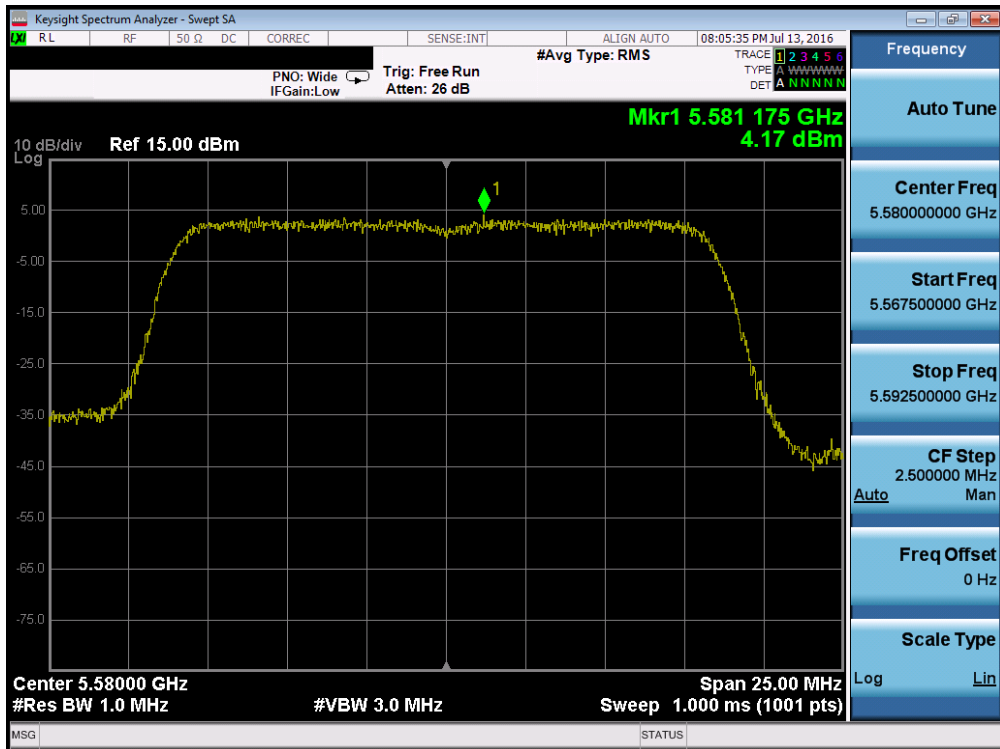 Keysight Spectrum Analyzer - Swept SA
LXI RL RF 50 Ω DC CORREC SENSE:INT ALIGN AUTO 08:05:35 PM Jul 13, 2016
PNO: Wide
IFGain:Low
Trig: Free Run
Atten: 26 dB
#Avg Type: RMS
TRACE 1 2 3 4 5 6
TYPE A WWWWW
DET A N N N N N
Mkr1 5.581 175 GHz
4.17 dBm
10 dB/div
Log
Ref 15.00 dBm
1
5.00
-5.00
-15.0
-25.0
-35.0
-45.0
-55.0
-65.0
-75.0
Center 5.58000 GHz
Span 25.00 MHz
#Res BW 1.0 MHz
#VBW 3.0 MHz
Sweep 1.000 ms (1001 pts)
MSG
STATUS
Frequency
Auto Tune
Center Freq
5.580000000 GHz
Start Freq
5.567500000 GHz
Stop Freq
5.592500000 GHz
CF Step
2.500000 MHz
Auto Man
Freq Offset
0 Hz
Scale Type
Log Lin